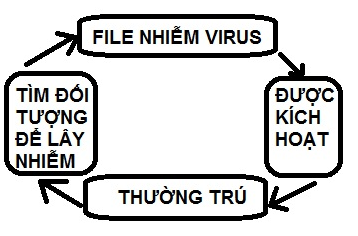 FILE NHIỄM VIRUS
ĐƯỢC
KÍCH
HOẠT
THƯỜNG TRÚ
TÌM ĐỐI
TƯỢNG
ĐỂ LÂY
NHIỄM